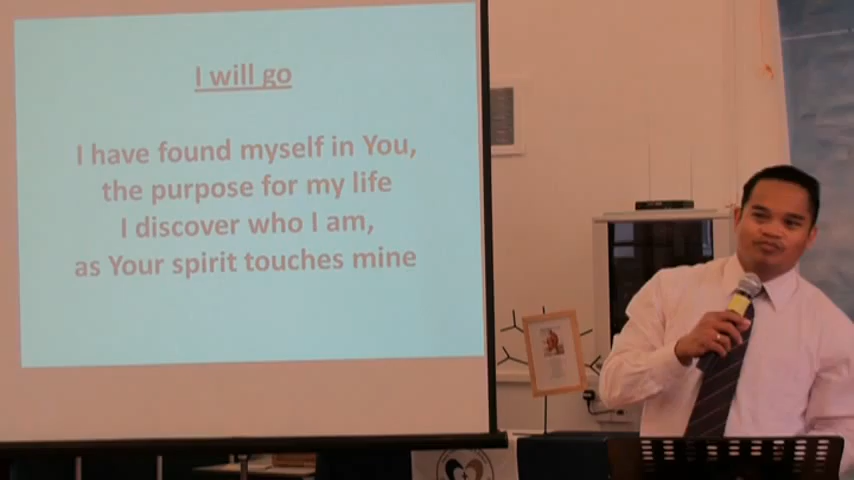 I will go
I have found myself in You,
the purpose for my life
I discover who I am,
as Your spirit touches mine